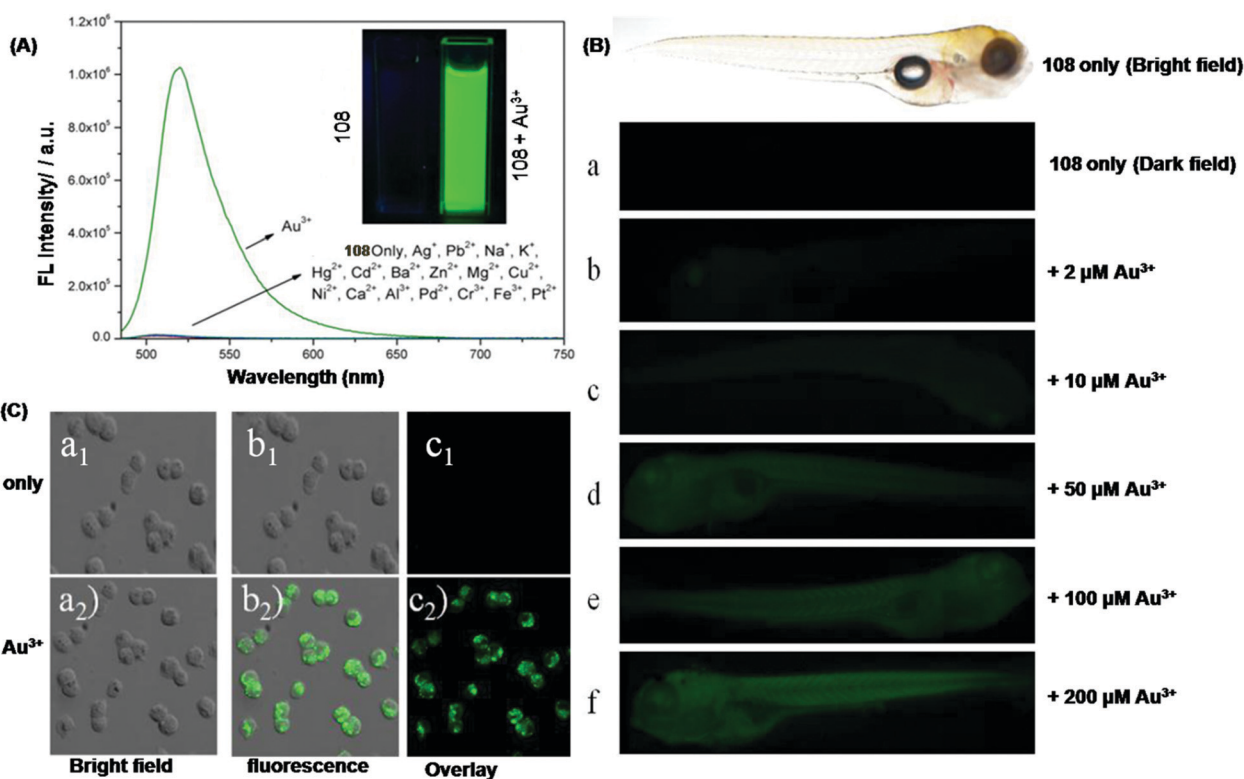 (A)
1.2x10⁶
1.0x10⁶
8.0x10⁵
6.0x10⁵
4.0x10⁵
2.0x10⁵
0.0
FL Intensity/ / a.u.
500 550 600 650 700 750
Wavelength (nm)
108
108 + Au³⁺
Au³⁺
108 Only, Ag⁺, Pb²⁺, Na⁺, K⁺,
Hg²⁺, Cd²⁺, Ba²⁺, Zn²⁺, Mg²⁺, Cu²⁺,
Ni²⁺, Ca²⁺, Al³⁺, Pd²⁺, Cr³⁺, Fe³⁺, Pt²⁺
(B)
108 only (Bright field)
a
108 only (Dark field)
b
+ 2 µM Au³⁺
c
+ 10 µM Au³⁺
d
+ 50 µM Au³⁺
e
+ 100 µM Au³⁺
f
+ 200 µM Au³⁺
(C)
only
a₁
b₁
c₁
Au³⁺
a₂)
b₂)
c₂)
Bright field
fluorescence
Overlay